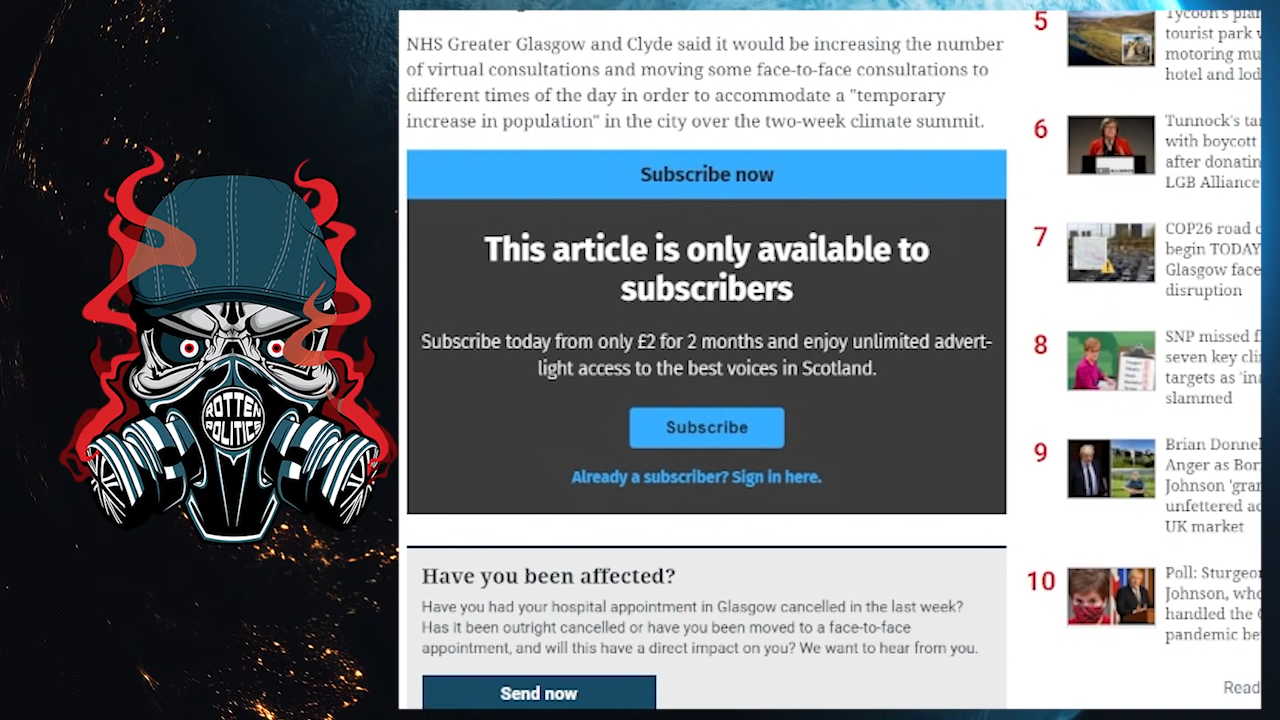 NHS Greater Glasgow and Clyde said it would be increasing the number
of virtual consultations and moving some face-to-face consultations to
different times of the day in order to accommodate a "temporary
increase in population" in the city over the two-week climate summit.
Subscribe now
This article is only available to
subscribers
Subscribe today from only £2 for 2 months and enjoy unlimited advert-
light access to the best voices in Scotland.
Subscribe
Already a subscriber? Sign in here.
Have you been affected?
Have you had your hospital appointment in Glasgow cancelled in the last week?
Has it been outright cancelled or have you been moved to a face-to-face
appointment, and will this have a direct impact on you? We want to hear from you.
Send now
5
Tycoon's
tourist park
motoring
hotel and
6
Tunnock's
with boycott
after
LGB Alliance
7
COP26 road
begin TODAY
Glasgow
disruption
8
SNP missed
seven key
targets as
slammed
9
Brian
Anger as
Johnson
unfettered
UK market
10
Poll:
Johnson,
handled the
pandemic
Read
ROTTEN
POLITICS